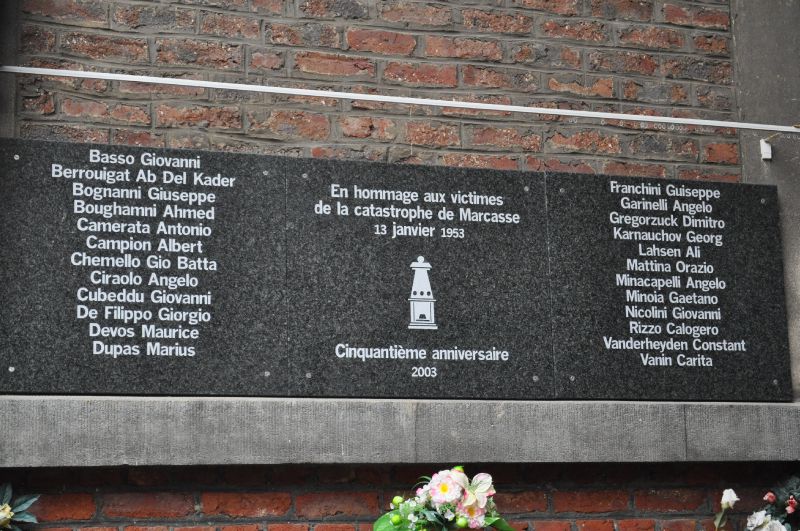 Basso Giovanni
Berrouigat Ab Del Kader
Bognanni Giuseppe
Boughamni Ahmed
Camerata Antonio
Campion Albert
Chemello Gio Batta
Ciraolo Angelo
Cubeddu Giovanni
De Filippo Giorgio
Devos Maurice
Dupas Marius
En hommage aux victimes
de la catastrophe de Marcasse
13 janvier 1953
Cinquantième anniversaire
2003
Franchini Guiseppe
Garinelli Angelo
Gregorzuck Dimitro
Karnauchov Georg
Lahsen Ali
Mattina Orazio
Minacapelli Angelo
Minoia Gaetano
Nicolini Giovanni
Rizzo Calogero
Vanderheyden Constant
Vanin Carita